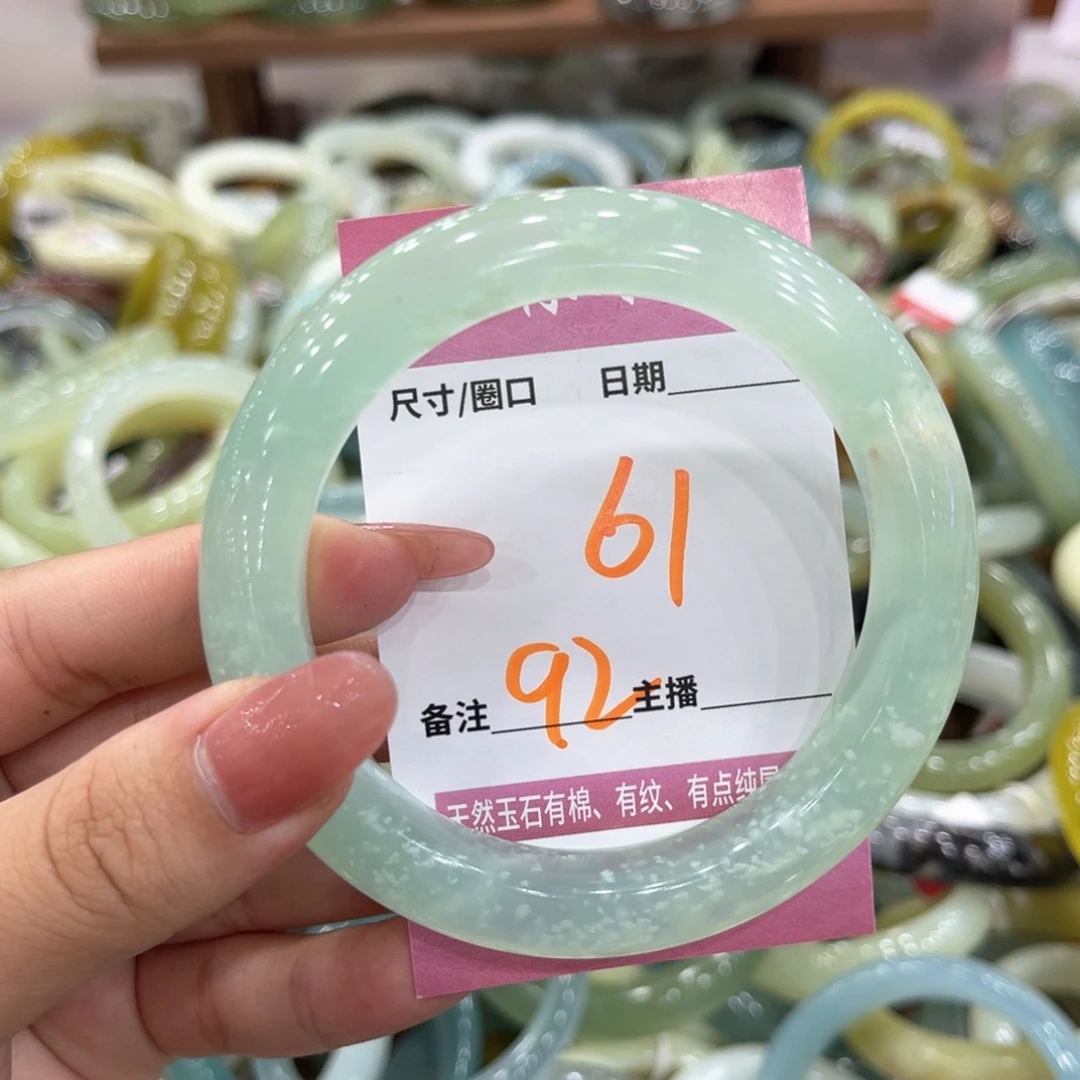 尺寸/圈口 日期
61
92
备注 主播
天然玉石有棉、有纹、有点纯属